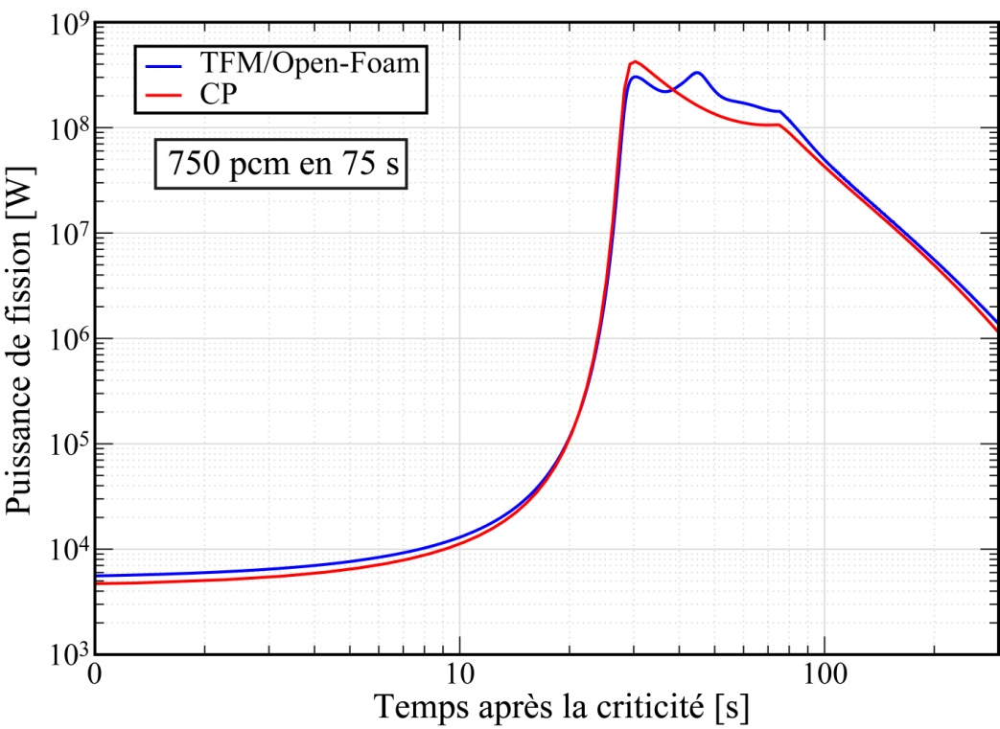 10⁹
TFM/Open-Foam
CP
10⁸
750 pcm en 75 s
10⁷
10⁶
10⁵
10⁴
10³
Puissance de fission [W]
0
10
100
Temps après la criticité [s]